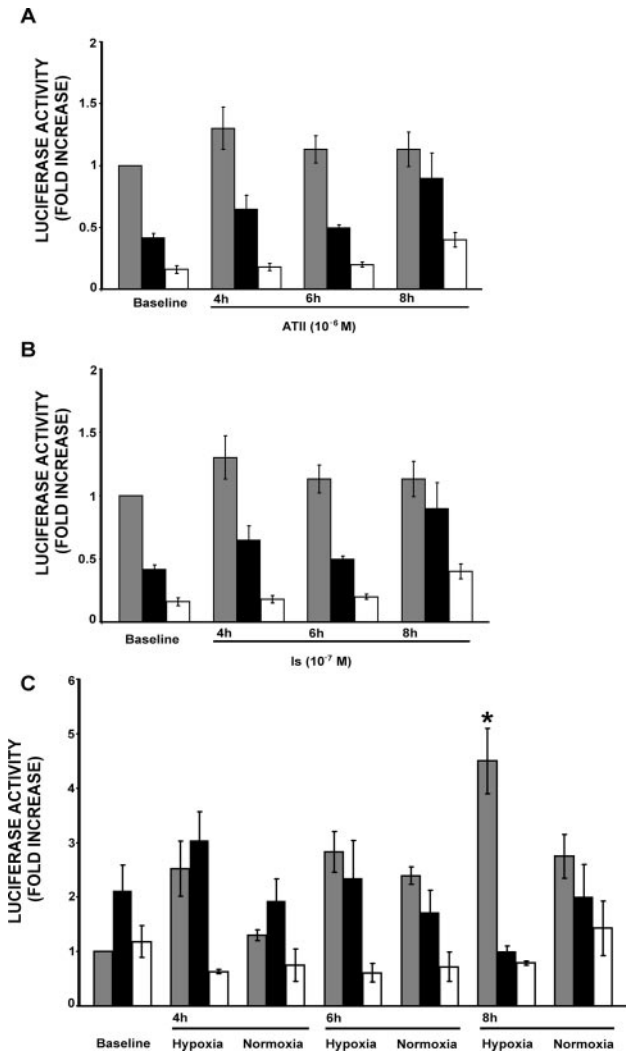 A
LUCIFERASE ACTIVITY
(FOLD INCREASE)
2
1.5
1
0.5
0
Baseline
4h 6h 8h
ATII (10⁻⁶ M)
B
LUCIFERASE ACTIVITY
(FOLD INCREASE)
2
1.5
1
0.5
0
Baseline
4h 6h 8h
Is (10⁻⁷ M)
C
LUCIFERASE ACTIVITY
(FOLD INCREASE)
6
5
4
3
2
1
0
*
4h 6h 8h
Baseline Hypoxia Normoxia Hypoxia Normoxia Hypoxia Normoxia